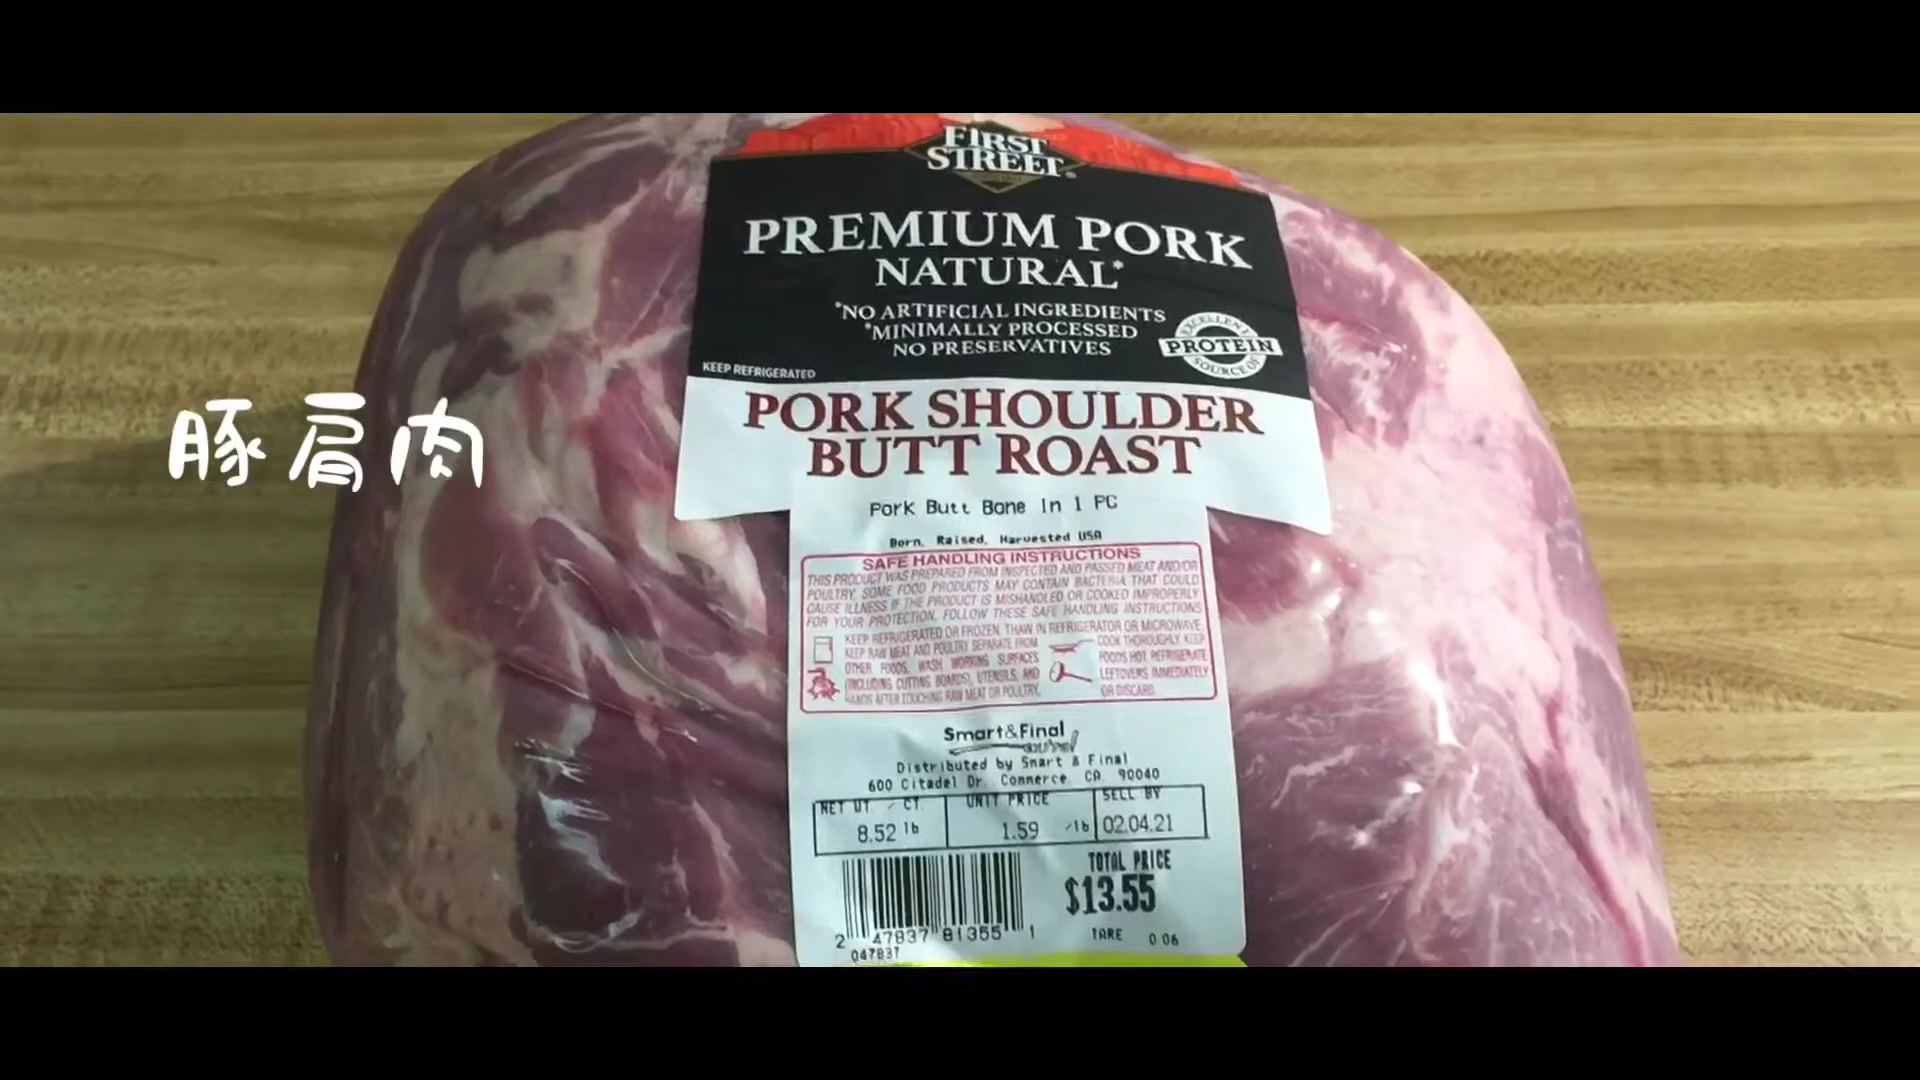 FIRST
STREET
PREMIUM PORK
NATURAL*
*NO ARTIFICIAL INGREDIENTS
*MINIMALLY PROCESSED
NO PRESERVATIVES
EXCELLENT
PROTEIN
SOURCE OF
KEEP REFRIGERATED
PORK SHOULDER
BUTT ROAST
豚肩肉
Pork Butt Bone In 1 PC
Born, Raised, Harvested USA
SAFE HANDLING INSTRUCTIONS
THIS PRODUCT WAS PREPARED FROM INSPECTED AND PASSED MEAT AND/OR
POULTRY. SOME FOOD PRODUCTS MAY CONTAIN BACTERIA THAT COULD
CAUSE ILLNESS IF THE PRODUCT IS MISHANDLED OR COOKED IMPROPERLY.
FOR YOUR PROTECTION, FOLLOW THESE SAFE HANDLING INSTRUCTIONS
KEEP REFRIGERATED OR FROZEN. THAW IN REFRIGERATOR OR MICROWAVE.
KEEP RAW MEAT AND POULTRY SEPARATE FROM
OTHER FOODS. WASH WORKING SURFACES
(INCLUDING CUTTING BOARDS), UTENSILS, AND
HANDS AFTER TOUCHING RAW MEAT OR POULTRY.
COOK THOROUGHLY. KEEP
FOODS HOT. REFRIGERATE
LEFTOVERS IMMEDIATELY
OR DISCARD.
Smart&Final
Distributed by Smart & Final
600 Citadel Dr. Commerce, CA. 90040
NET WT / CT UNIT PRICE SELL BY
8.52 lb 1.59 /lb 02.04.21
TOTAL PRICE
$13.55
2 47837 81355 1
TARE 0.06
047837